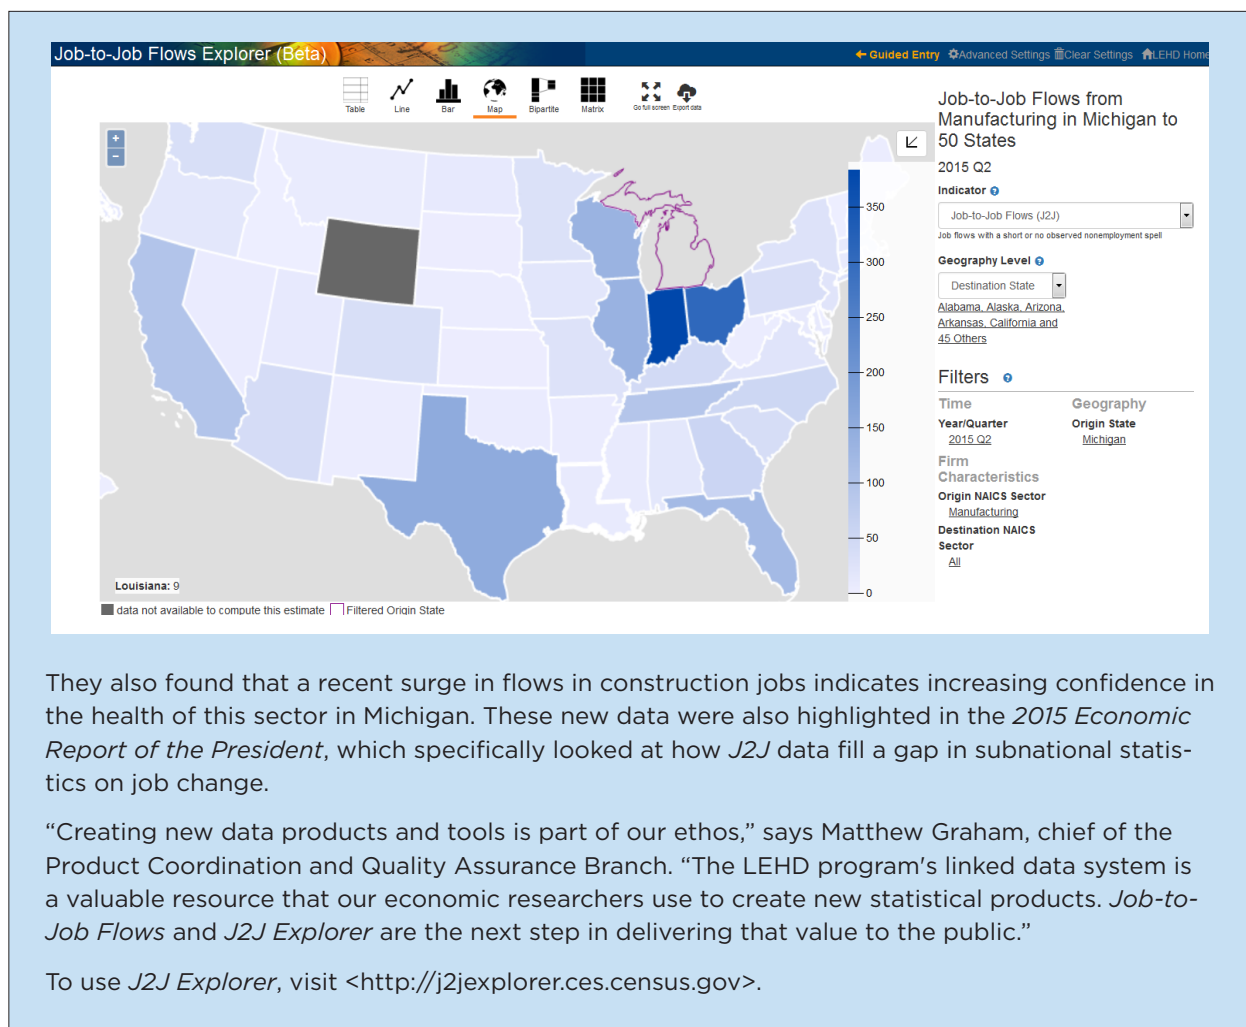 Job-to-Job Flows Explorer (Beta)
Guided Entry Advanced Settings Clear Settings LEHD Home
Table Line Bar Map Bipartite Matrix Go full screen Export data
+
−
350
300
250
200
150
100
50
0
Louisiana: 9
data not available to compute this estimate Filtered Origin State
Job-to-Job Flows from
Manufacturing in Michigan to
50 States
2015 Q2
Indicator ?
Job-to-Job Flows (J2J)
Job flows with a short or no observed nonemployment spell
Geography Level ?
Destination State
Alabama, Alaska, Arizona,
Arkansas, California and
45 Others
Filters ?
Time Geography
Year/Quarter Origin State
2015 Q2 Michigan
Firm
Characteristics
Origin NAICS Sector
Manufacturing
Destination NAICS
Sector
All
They also found that a recent surge in flows in construction jobs indicates increasing confidence in
the health of this sector in Michigan. These new data were also highlighted in the 2015 Economic
Report of the President, which specifically looked at how J2J data fill a gap in subnational statis-
tics on job change.
“Creating new data products and tools is part of our ethos,” says Matthew Graham, chief of the
Product Coordination and Quality Assurance Branch. “The LEHD program's linked data system is
a valuable resource that our economic researchers use to create new statistical products. Job-to-
Job Flows and J2J Explorer are the next step in delivering that value to the public.”
To use J2J Explorer, visit <http://j2jexplorer.ces.census.gov>.